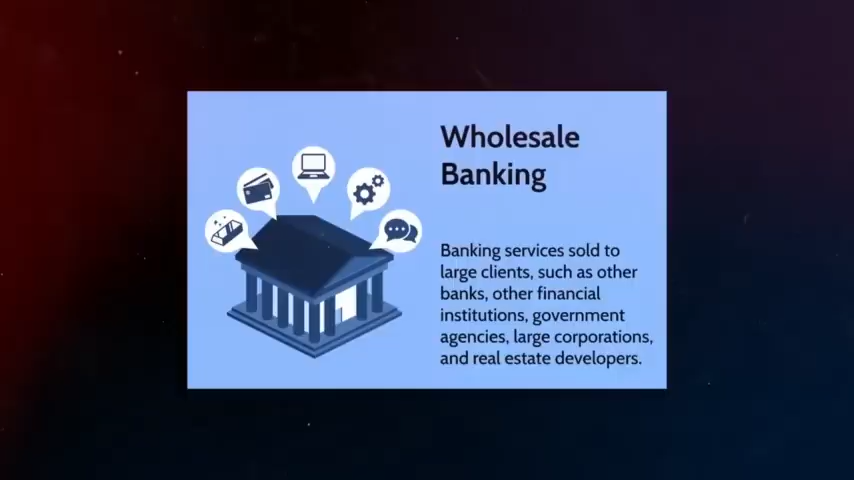 Wholesale
Banking
Banking services sold to
large clients, such as other
banks, other financial
institutions, government
agencies, large corporations,
and real estate developers.